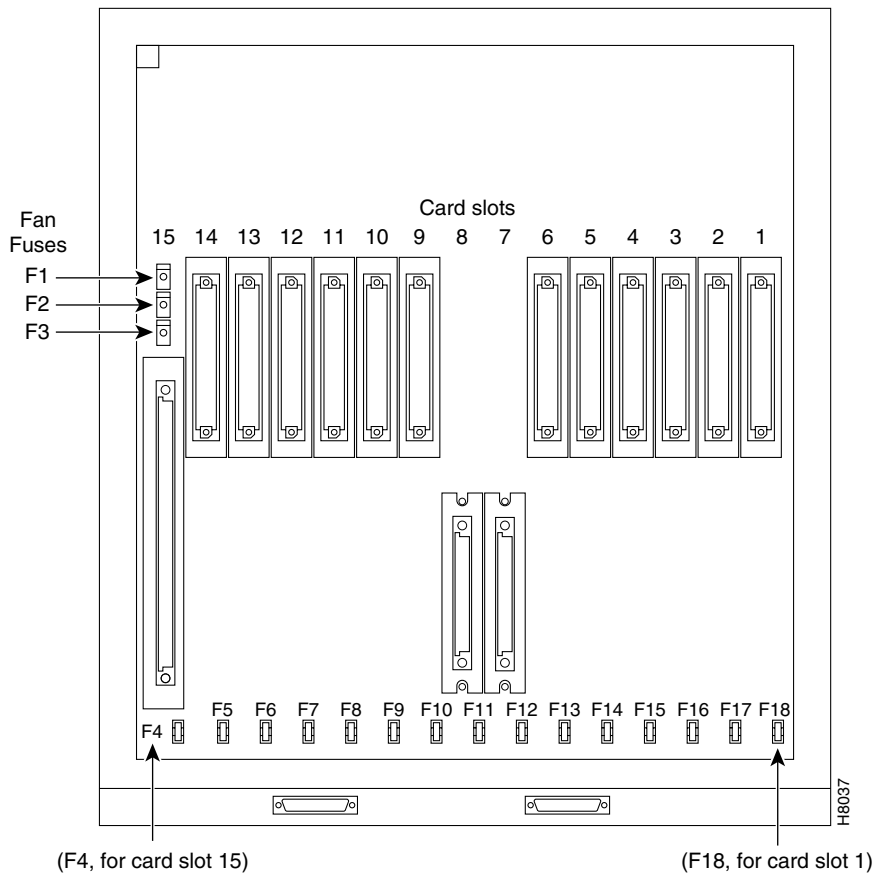 Card slots
Fan
Fuses
15 14 13 12 11 10 9 8 7 6 5 4 3 2 1
F1
F2
F3
F4 F5 F6 F7 F8 F9 F10 F11 F12 F13 F14 F15 F16 F17 F18
H8037
(F4, for card slot 15)
(F18, for card slot 1)